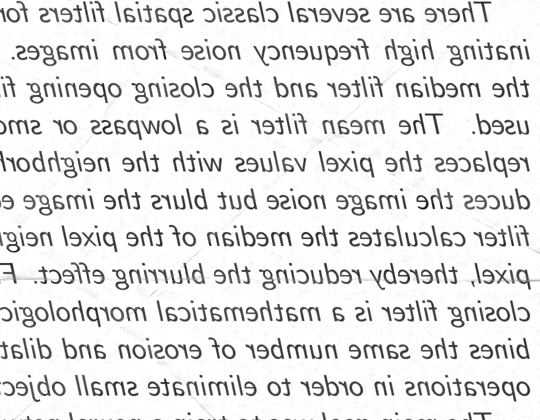 There are several classic spatial filters for
inating high frequency noise from images.
the median filter and the closing opening fi
used. The mean filter is a lowpass or smo
replaces the pixel values with the neighborh
duces the image noise but blurs the image e
filter calculates the median of the pixel neig
pixel, thereby reducing the blurring effect. F
closing filter is a mathematical morphologic
bines the same number of erosion and dilat
operations in order to eliminate small objec